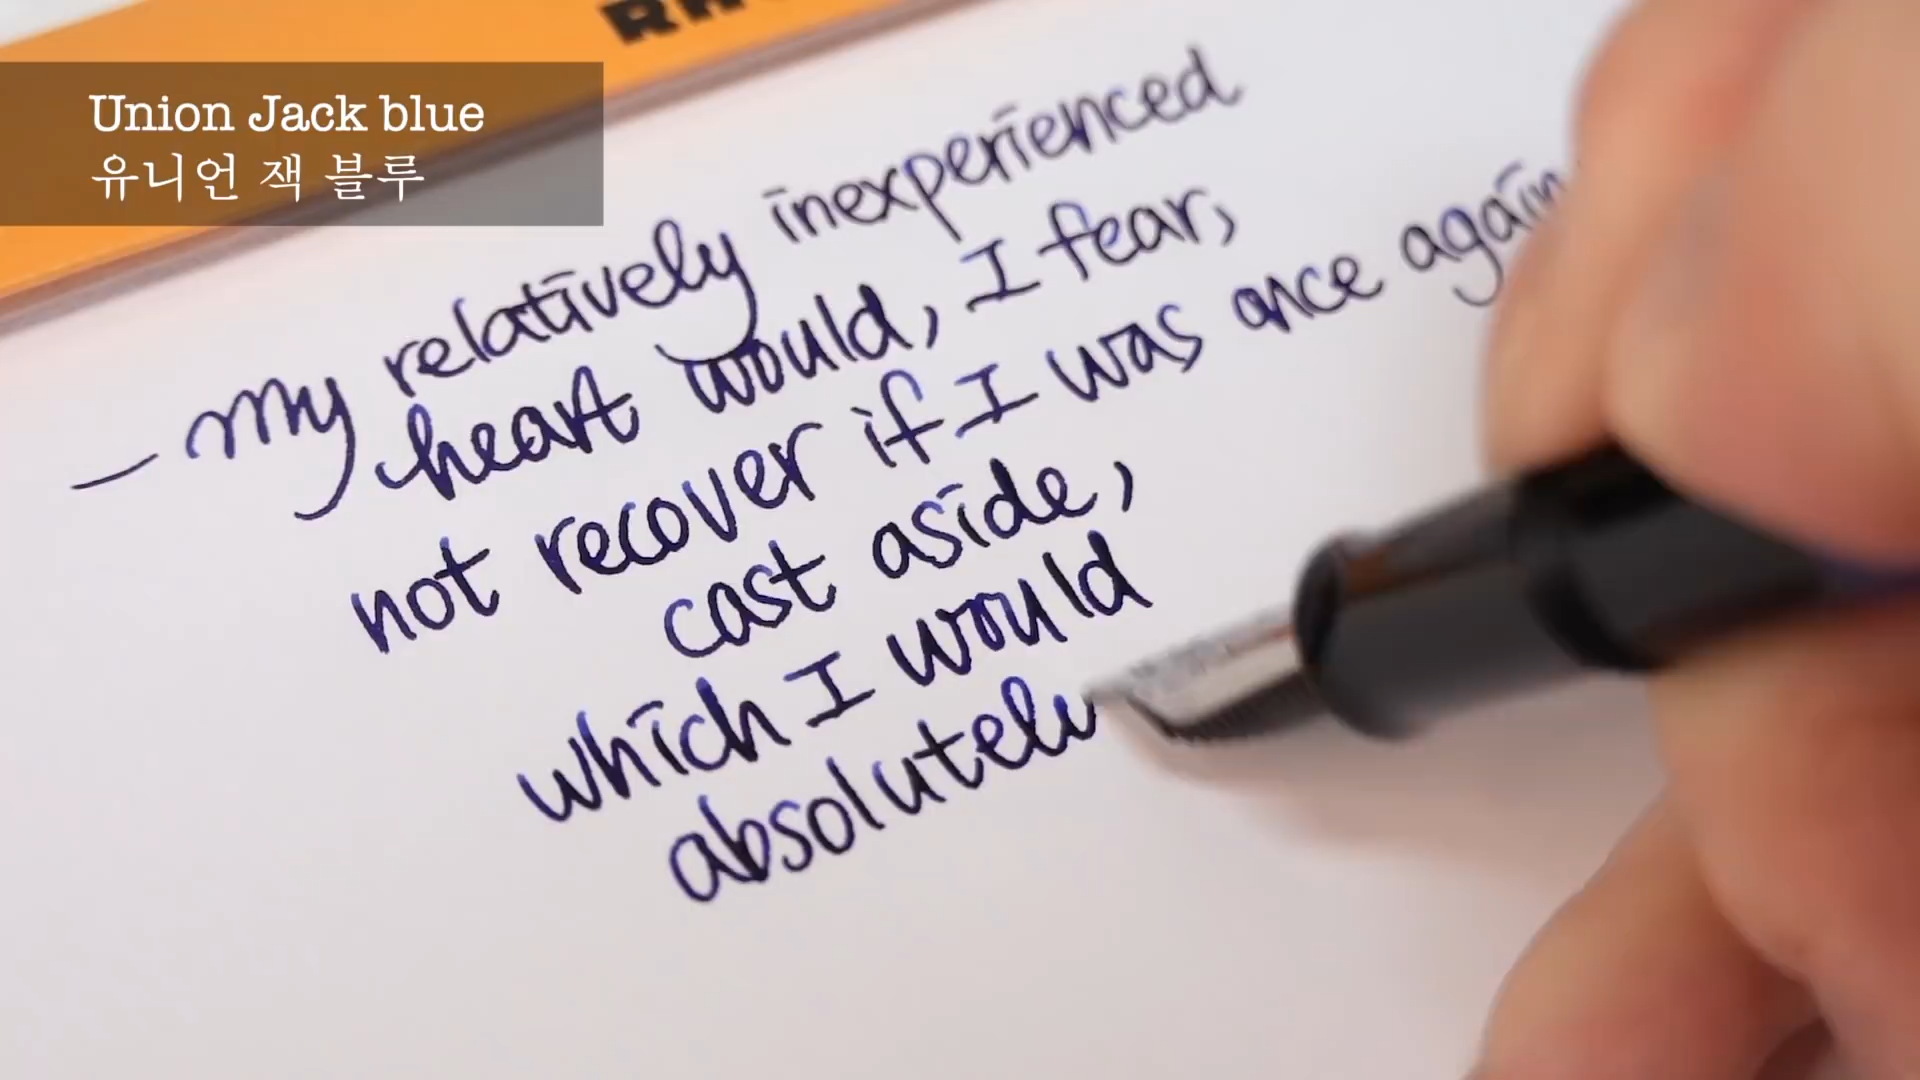 Union Jack blue
유니언 잭 블루
— my relatively inexperienced
heart would, I fear,
not recover if I was once again
cast aside,
which I would
absolutely